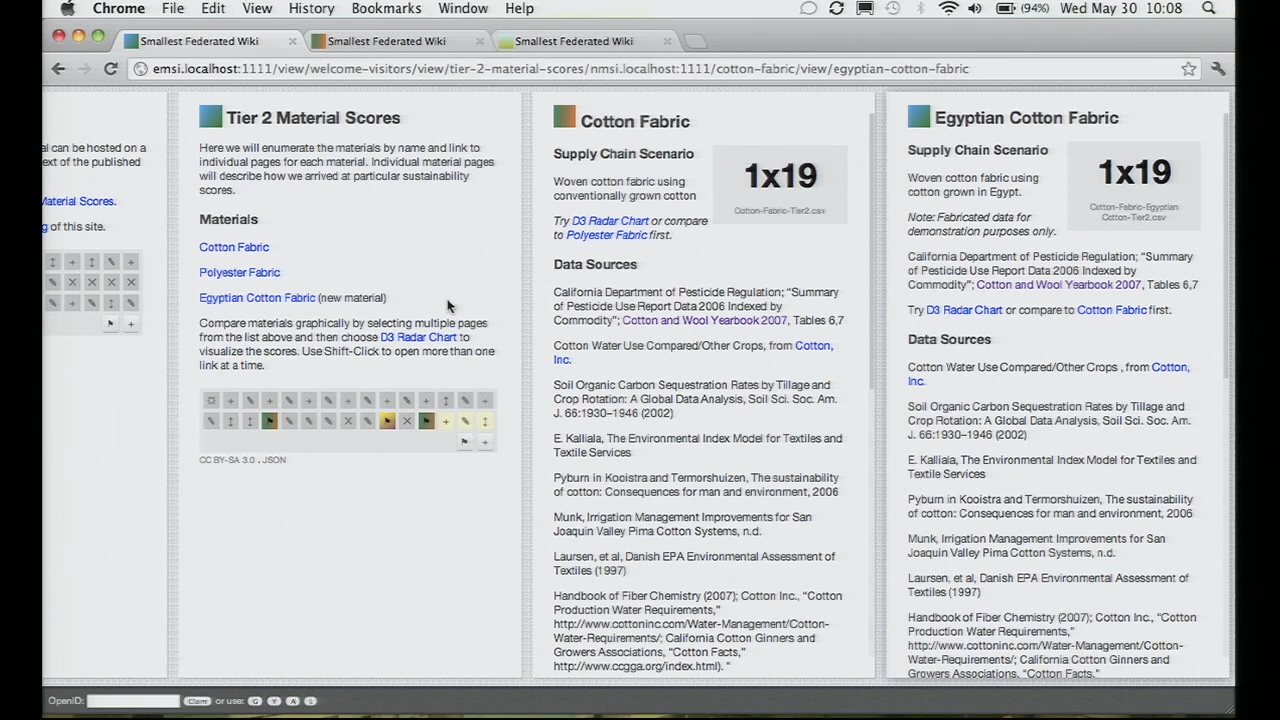 Chrome File Edit View History Bookmarks Window Help (94%) Wed May 30 10:08
Smallest Federated Wiki
Smallest Federated Wiki
Smallest Federated Wiki
emsi.localhost:1111/view/welcome-visitors/view/tier-2-material-scores/nmsi.localhost:1111/cotton-fabric/view/egyptian-cotton-fabric
al can be hosted on a
ext of the published
Material Scores.
g of this site.
Tier 2 Material Scores
Here we will enumerate the materials by name and link to
individual pages for each material. Individual material pages
will describe how we arrived at particular sustainability
scores.
Materials
Cotton Fabric
Polyester Fabric
Egyptian Cotton Fabric (new material)
Compare materials graphically by selecting multiple pages
from the list above and then choose D3 Radar Chart to
visualize the scores. Use Shift-Click to open more than one
link at a time.
CC BY-SA 3.0 . JSON
Cotton Fabric
Supply Chain Scenario
Woven cotton fabric using
conventionally grown cotton
Try D3 Radar Chart or compare
to Polyester Fabric first.
1x19
Cotton-Fabric-Tier2.csv
Data Sources
California Department of Pesticide Regulation; “Summary
of Pesticide Use Report Data 2006 Indexed by
Commodity”; Cotton and Wool Yearbook 2007, Tables 6,7
Cotton Water Use Compared/Other Crops, from Cotton,
Inc.
Soil Organic Carbon Sequestration Rates by Tillage and
Crop Rotation: A Global Data Analysis, Soil Sci. Soc. Am.
J. 66:1930–1946 (2002)
E. Kalliala, The Environmental Index Model for Textiles and
Textile Services
Pyburn in Kooistra and Termorshuizen, The sustainability
of cotton: Consequences for man and environment, 2006
Munk, Irrigation Management Improvements for San
Joaquin Valley Pima Cotton Systems, n.d.
Laursen, et al, Danish EPA Environmental Assessment of
Textiles (1997)
Handbook of Fiber Chemistry (2007); Cotton Inc., “Cotton
Production Water Requirements,”
http://www.cottoninc.com/Water-Management/Cotton-
Water-Requirements/; California Cotton Ginners and
Growers Associations, “Cotton Facts,”
http://www.ccgga.org/index.html). ”
Egyptian Cotton Fabric
Supply Chain Scenario
Woven cotton fabric using
cotton grown in Egypt.
Note: Fabricated data for
demonstration purposes only.
1x19
Cotton-Fabric-Egyptian
Cotton-Tier2.csv
California Department of Pesticide Regulation; “Summary
of Pesticide Use Report Data 2006 Indexed by
Commodity”; Cotton and Wool Yearbook 2007, Tables 6,7
Try D3 Radar Chart or compare to Cotton Fabric first.
Data Sources
Cotton Water Use Compared/Other Crops , from Cotton,
Inc.
Soil Organic Carbon Sequestration Rates by Tillage and
Crop Rotation: A Global Data Analysis, Soil Sci. Soc. Am.
J. 66:1930–1946 (2002)
E. Kalliala, The Environmental Index Model for Textiles and
Textile Services
Pyburn in Kooistra and Termorshuizen, The sustainability
of cotton: Consequences for man and environment, 2006
Munk, Irrigation Management Improvements for San
Joaquin Valley Pima Cotton Systems, n.d.
Laursen, et al, Danish EPA Environmental Assessment of
Textiles (1997)
Handbook of Fiber Chemistry (2007); Cotton Inc., “Cotton
Production Water Requirements,”
http://www.cottoninc.com/Water-Management/Cotton-
Water-Requirements/; California Cotton Ginners and
Growers Associations, “Cotton Facts,”
OpenID: Claim or use: G Y A L